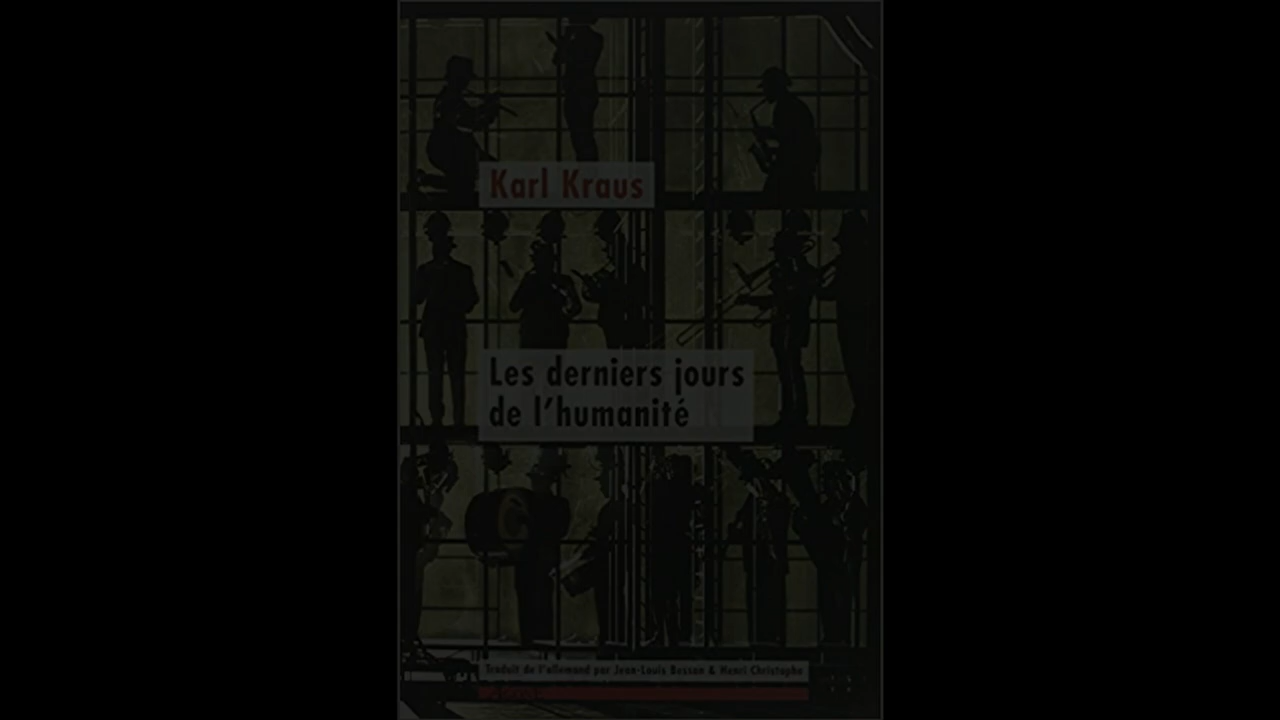 Karl Kraus
Les derniers jours
de l'humanité
Traduit de l'allemand par Jean-Louis Besson & Henri Christophe